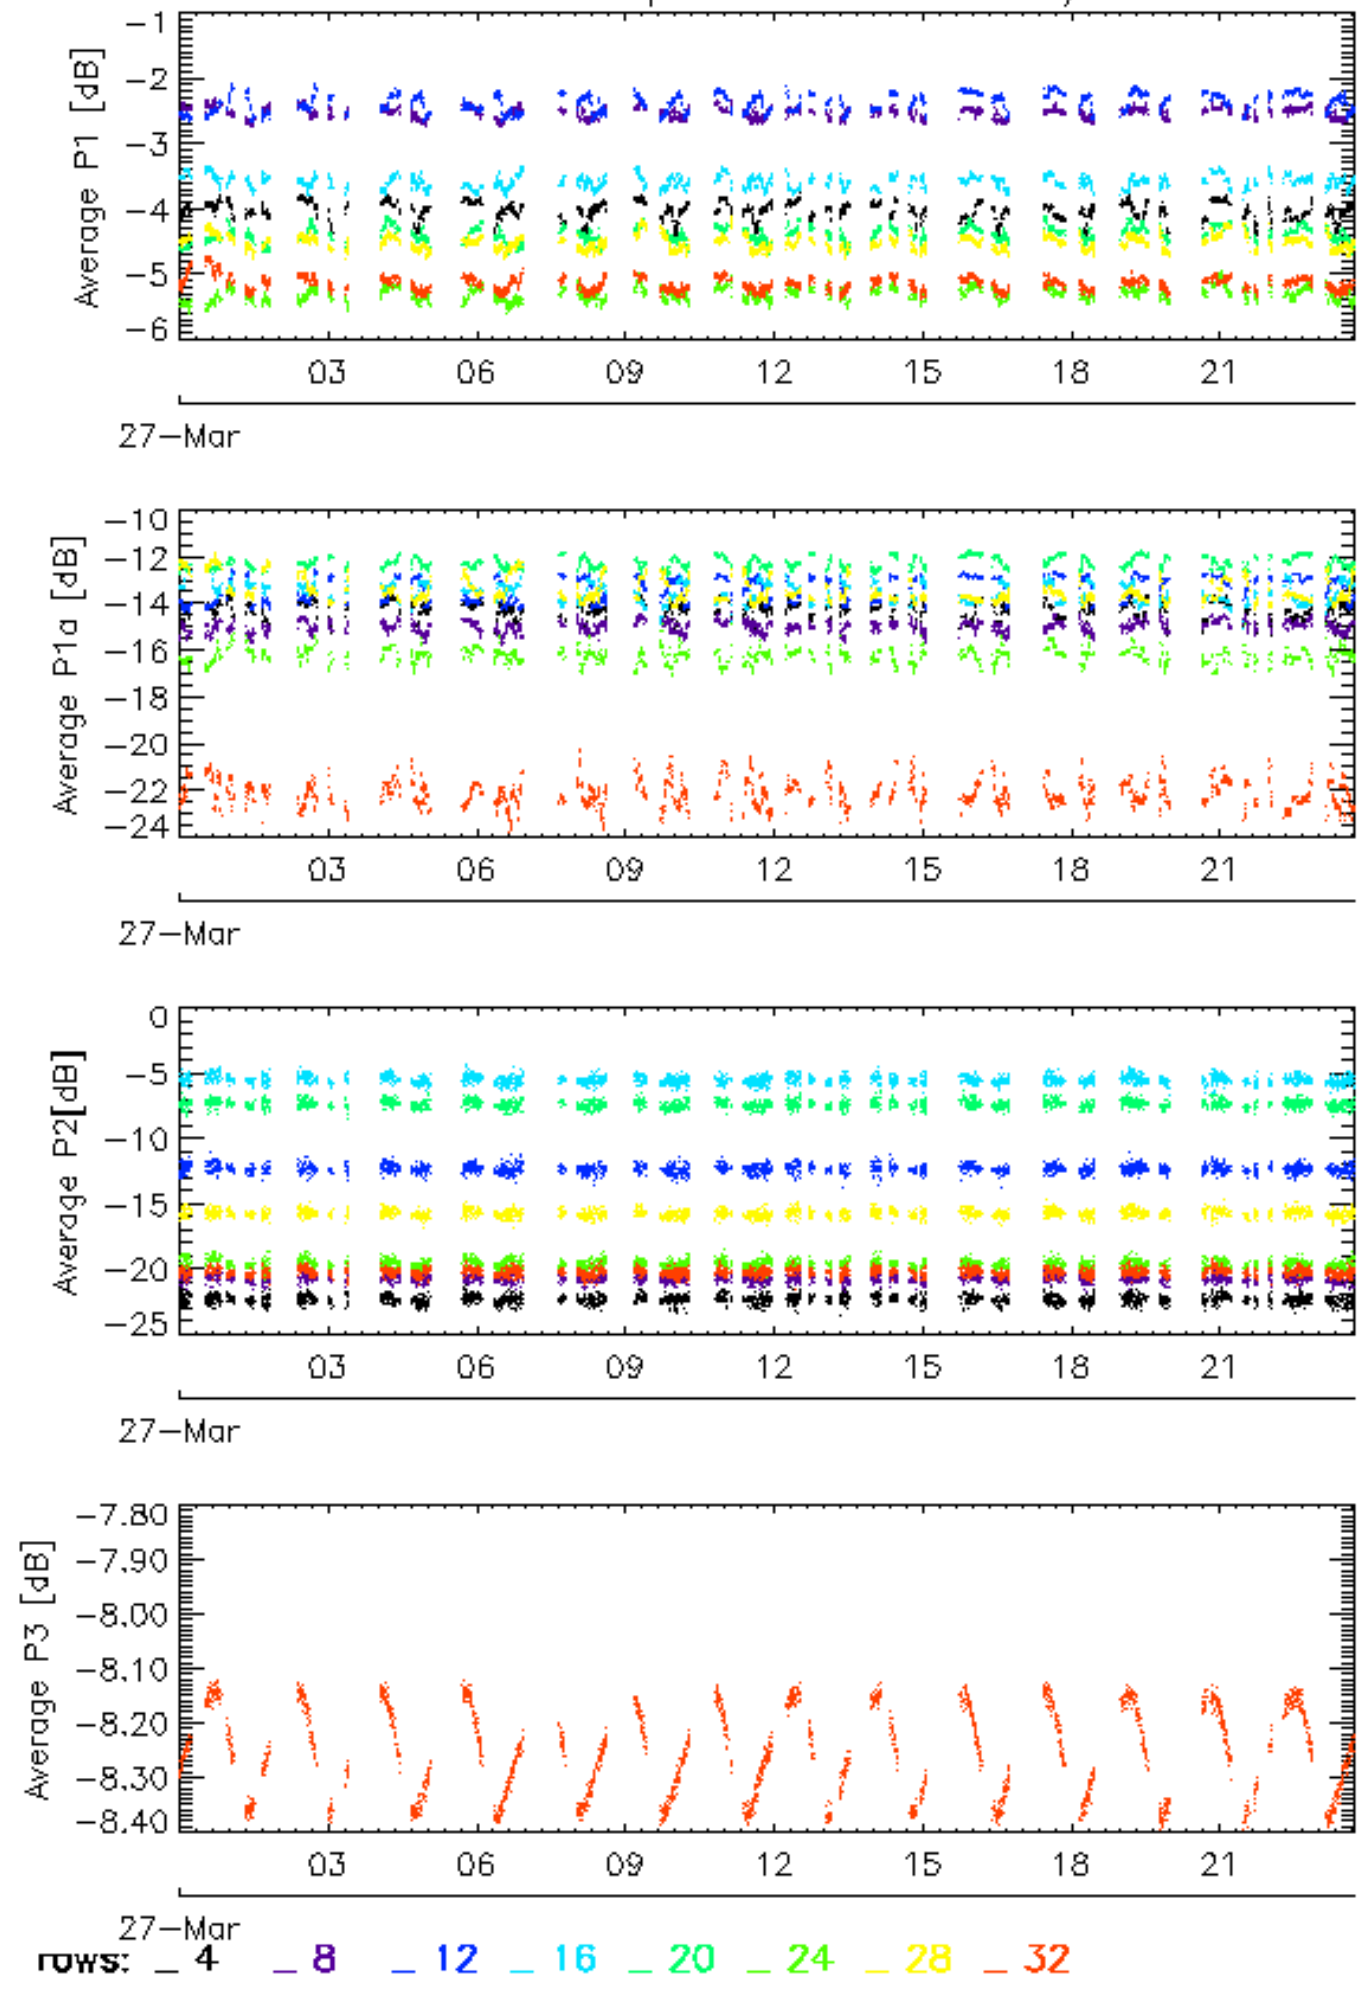 Average P1 [dB]
-1
-2
-3
-4
-5
-6
03 06 09 12 15 18 21
27-Mar
Average P1a [dB]
-10
-12
-14
-16
-18
-20
-22
-24
03 06 09 12 15 18 21
27-Mar
Average P2[dB]
0
-5
-10
-15
-20
-25
03 06 09 12 15 18 21
27-Mar
Average P3 [dB]
-7.80
-7.90
-8.00
-8.10
-8.20
-8.30
-8.40
03 06 09 12 15 18 21
27-Mar
rows: _ 4 _ 8 _ 12 _ 16 _ 20 _ 24 _ 28 _ 32